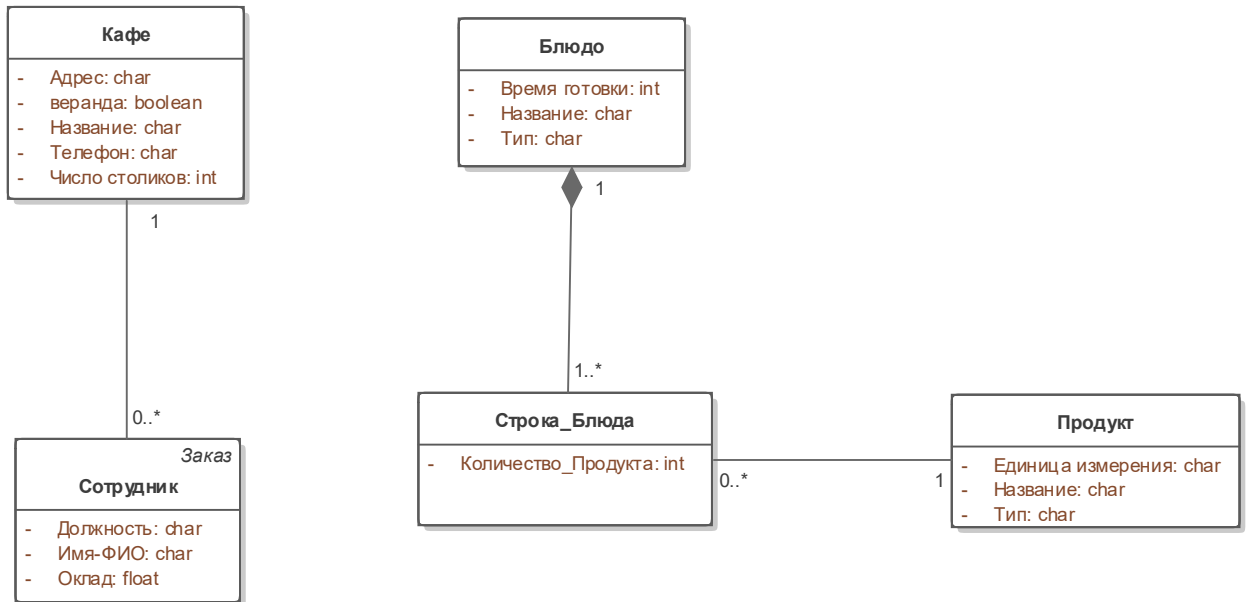 Кафе
- Адрес: char
- веранда: boolean
- Название: char
- Телефон: char
- Число столиков: int
1
0..*
Заказ
Сотрудник
- Должность: char
- Имя-ФИО: char
- Оклад: float
Блюдо
- Время готовки: int
- Название: char
- Тип: char
1
1..*
Строка_Блюда
- Количество_Продукта: int
0..*
1
Продукт
- Единица измерения: char
- Название: char
- Тип: char